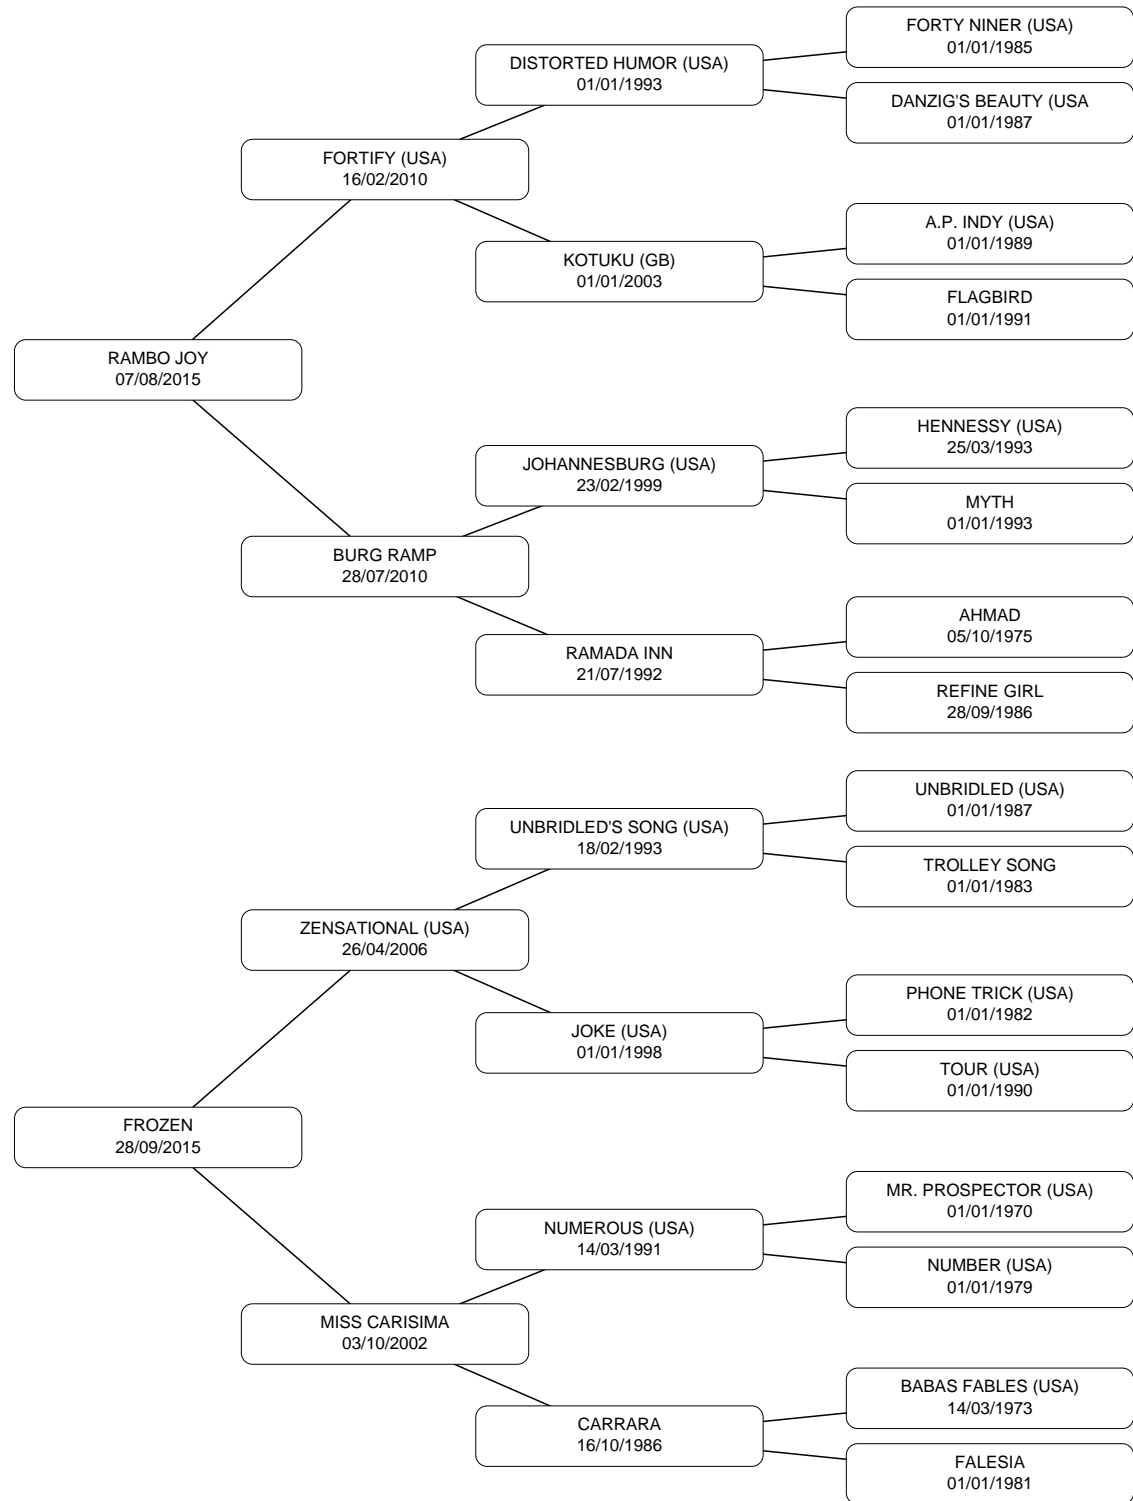 FORTY NINER (USA)
01/01/1985
DISTORTED HUMOR (USA)
01/01/1993
DANZIG'S BEAUTY (USA
01/01/1987
FORTIFY (USA)
16/02/2010
A.P. INDY (USA)
01/01/1989
KOTUKU (GB)
01/01/2003
FLAGBIRD
01/01/1991
RAMBO JOY
07/08/2015
HENNESSY (USA)
25/03/1993
JOHANNESBURG (USA)
23/02/1999
MYTH
01/01/1993
BURG RAMP
28/07/2010
AHMAD
05/10/1975
RAMADA INN
21/07/1992
REFINE GIRL
28/09/1986
UNBRIDLED (USA)
01/01/1987
UNBRIDLED'S SONG (USA)
18/02/1993
TROLLEY SONG
01/01/1983
ZENSATIONAL (USA)
26/04/2006
PHONE TRICK (USA)
01/01/1982
JOKE (USA)
01/01/1998
TOUR (USA)
01/01/1990
FROZEN
28/09/2015
MR. PROSPECTOR (USA)
01/01/1970
NUMEROUS (USA)
14/03/1991
NUMBER (USA)
01/01/1979
MISS CARISIMA
03/10/2002
BABAS FABLES (USA)
14/03/1973
CARRARA
16/10/1986
FALESIA
01/01/1981